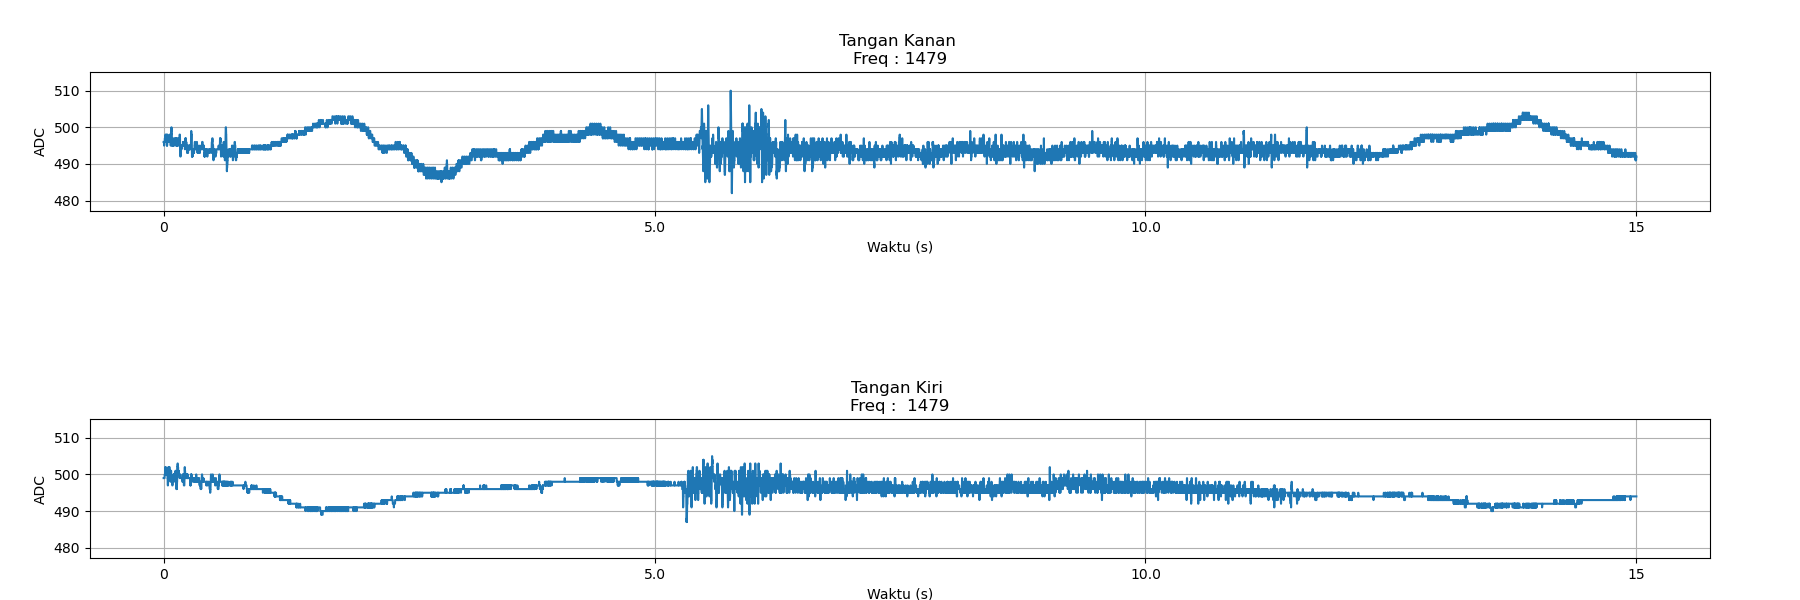 Tangan Kanan
Freq : 1479
510
500
490
480
ADC
0 5.0 10.0 15
Waktu (s)
Tangan Kiri
Freq :  1479
510
500
490
480
ADC
0 5.0 10.0 15
Waktu (s)